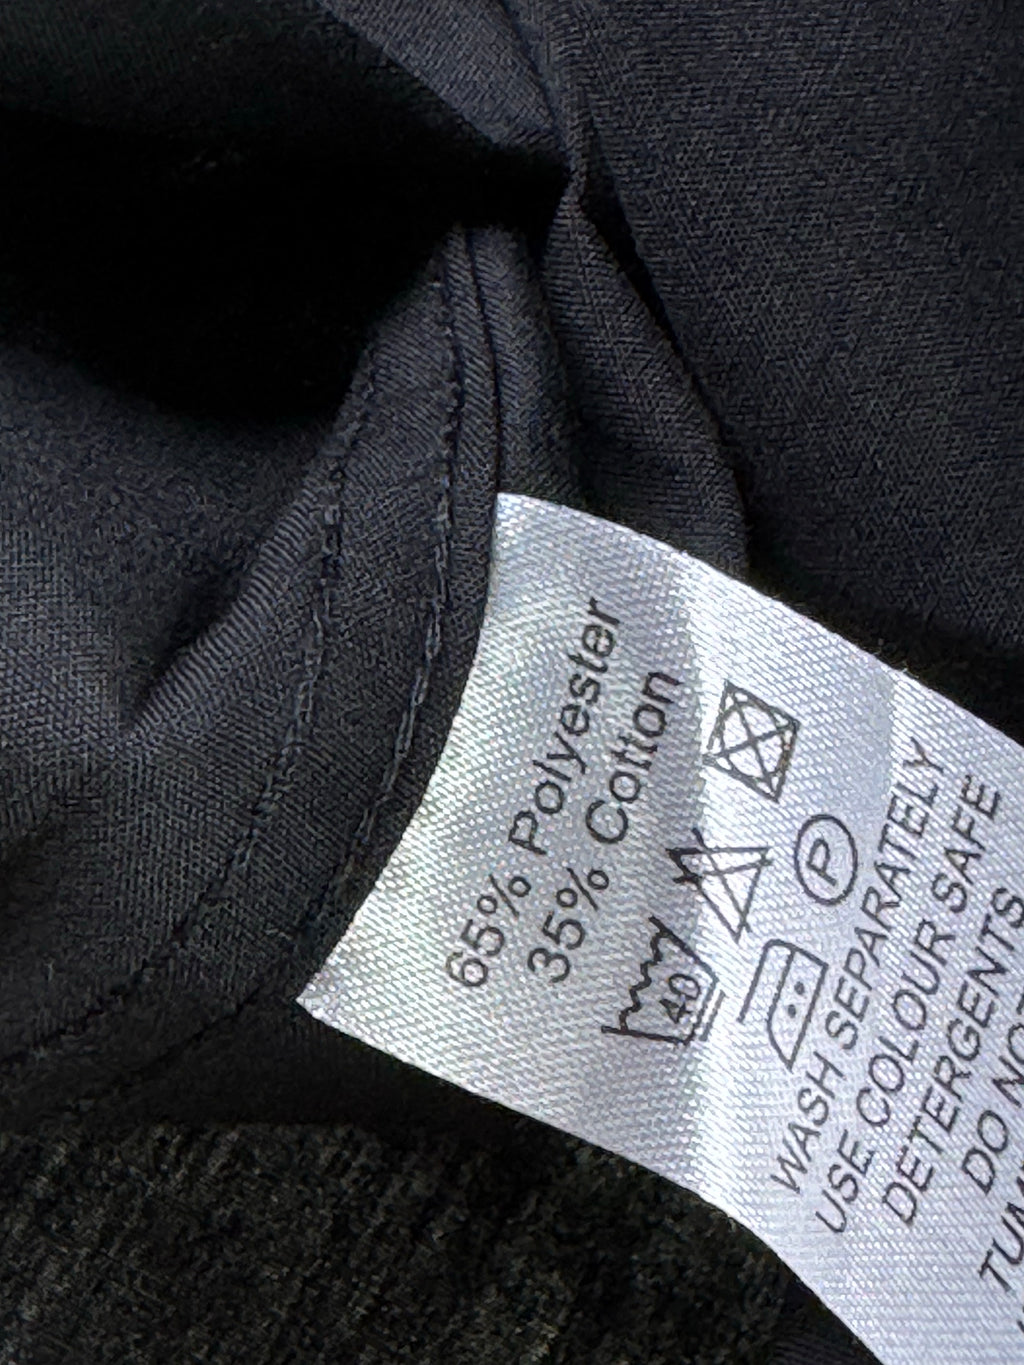 65% Polyester
35% Cotton
40
P
WASH SEPARATELY
USE COLOUR SAFE
DETERGENTS
DO NOT